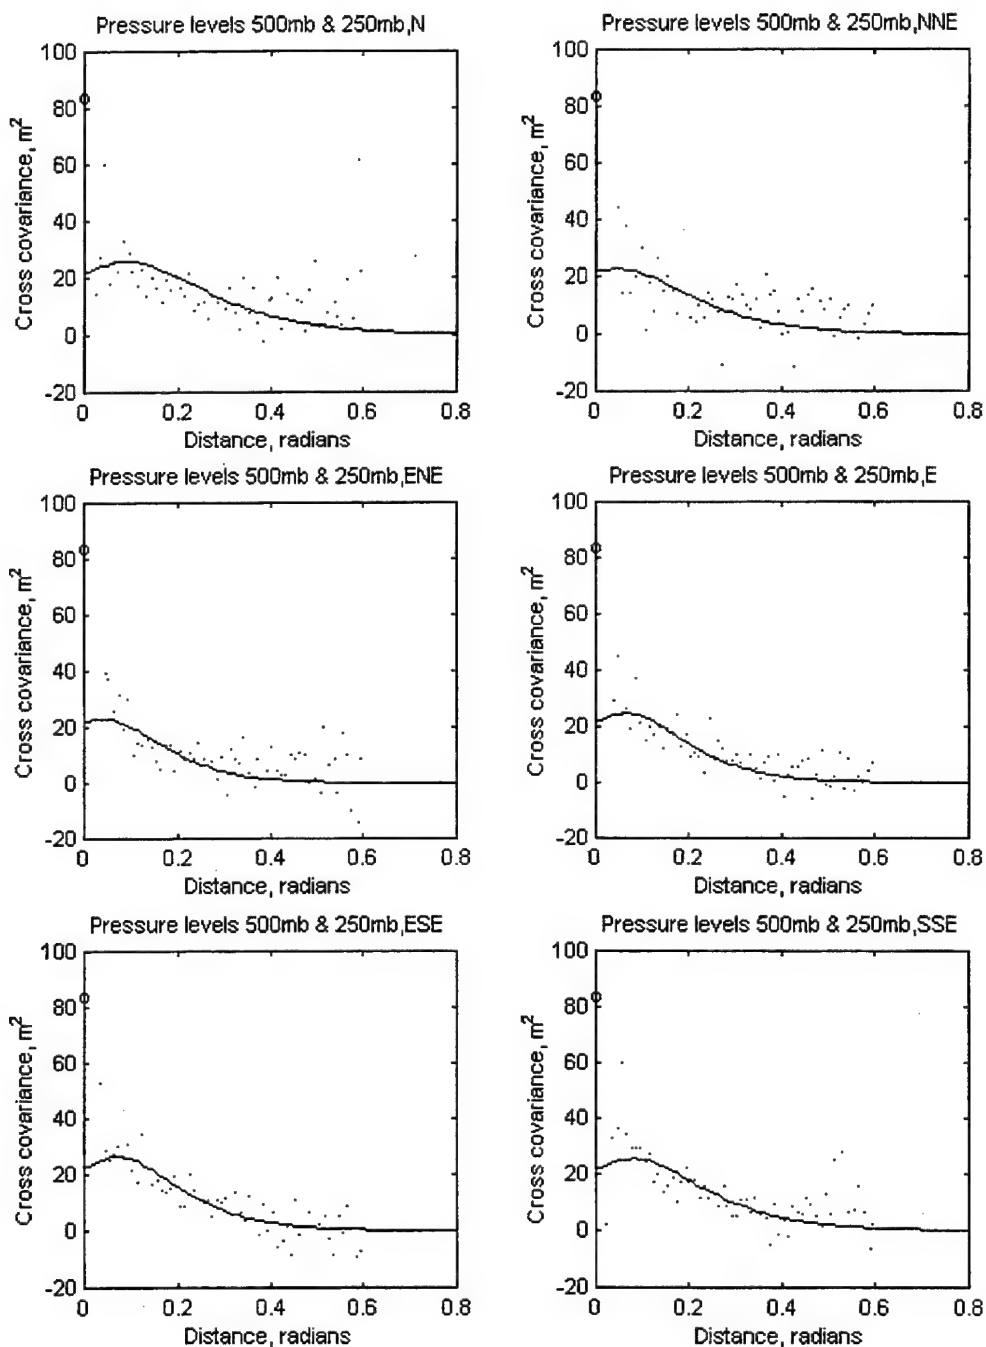 Pressure levels 500mb & 250mb,N
100
80
60
40
20
0
-20
Cross covariance, m²
0 0.2 0.4 0.6 0.8
Distance, radians
Pressure levels 500mb & 250mb,NNE
100
80
60
40
20
0
-20
Cross covariance, m²
0 0.2 0.4 0.6 0.8
Distance, radians
Pressure levels 500mb & 250mb,ENE
100
80
60
40
20
0
-20
Cross covariance, m²
0 0.2 0.4 0.6 0.8
Distance, radians
Pressure levels 500mb & 250mb,E
100
80
60
40
20
0
-20
Cross covariance, m²
0 0.2 0.4 0.6 0.8
Distance, radians
Pressure levels 500mb & 250mb,ESE
100
80
60
40
20
0
-20
Cross covariance, m²
0 0.2 0.4 0.6 0.8
Distance, radians
Pressure levels 500mb & 250mb,SSE
100
80
60
40
20
0
-20
Cross covariance, m²
0 0.2 0.4 0.6 0.8
Distance, radians